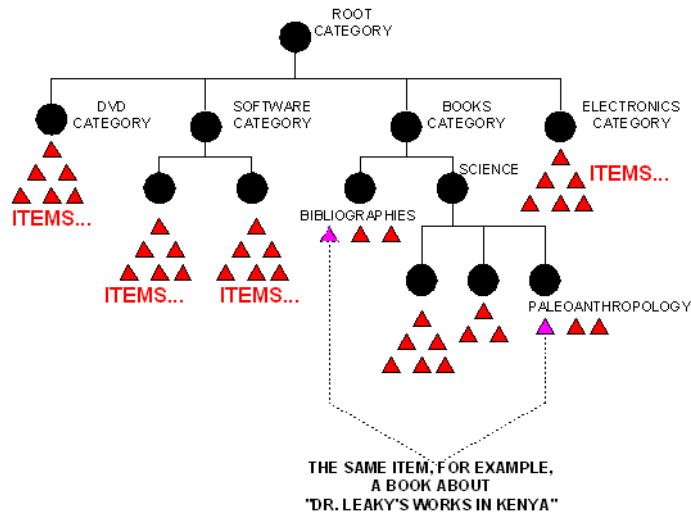 ROOT
CATEGORY
DVD
CATEGORY
SOFTWARE
CATEGORY
BOOKS
CATEGORY
ELECTRONICS
CATEGORY
ITEMS...
SCIENCE
ITEMS...
BIBLIOGRAPHIES
ITEMS...
ITEMS...
PALEOANTHROPOLOGY
THE SAME ITEM, FOR EXAMPLE,
A BOOK ABOUT
"DR. LEAKY'S WORKS IN KENYA"